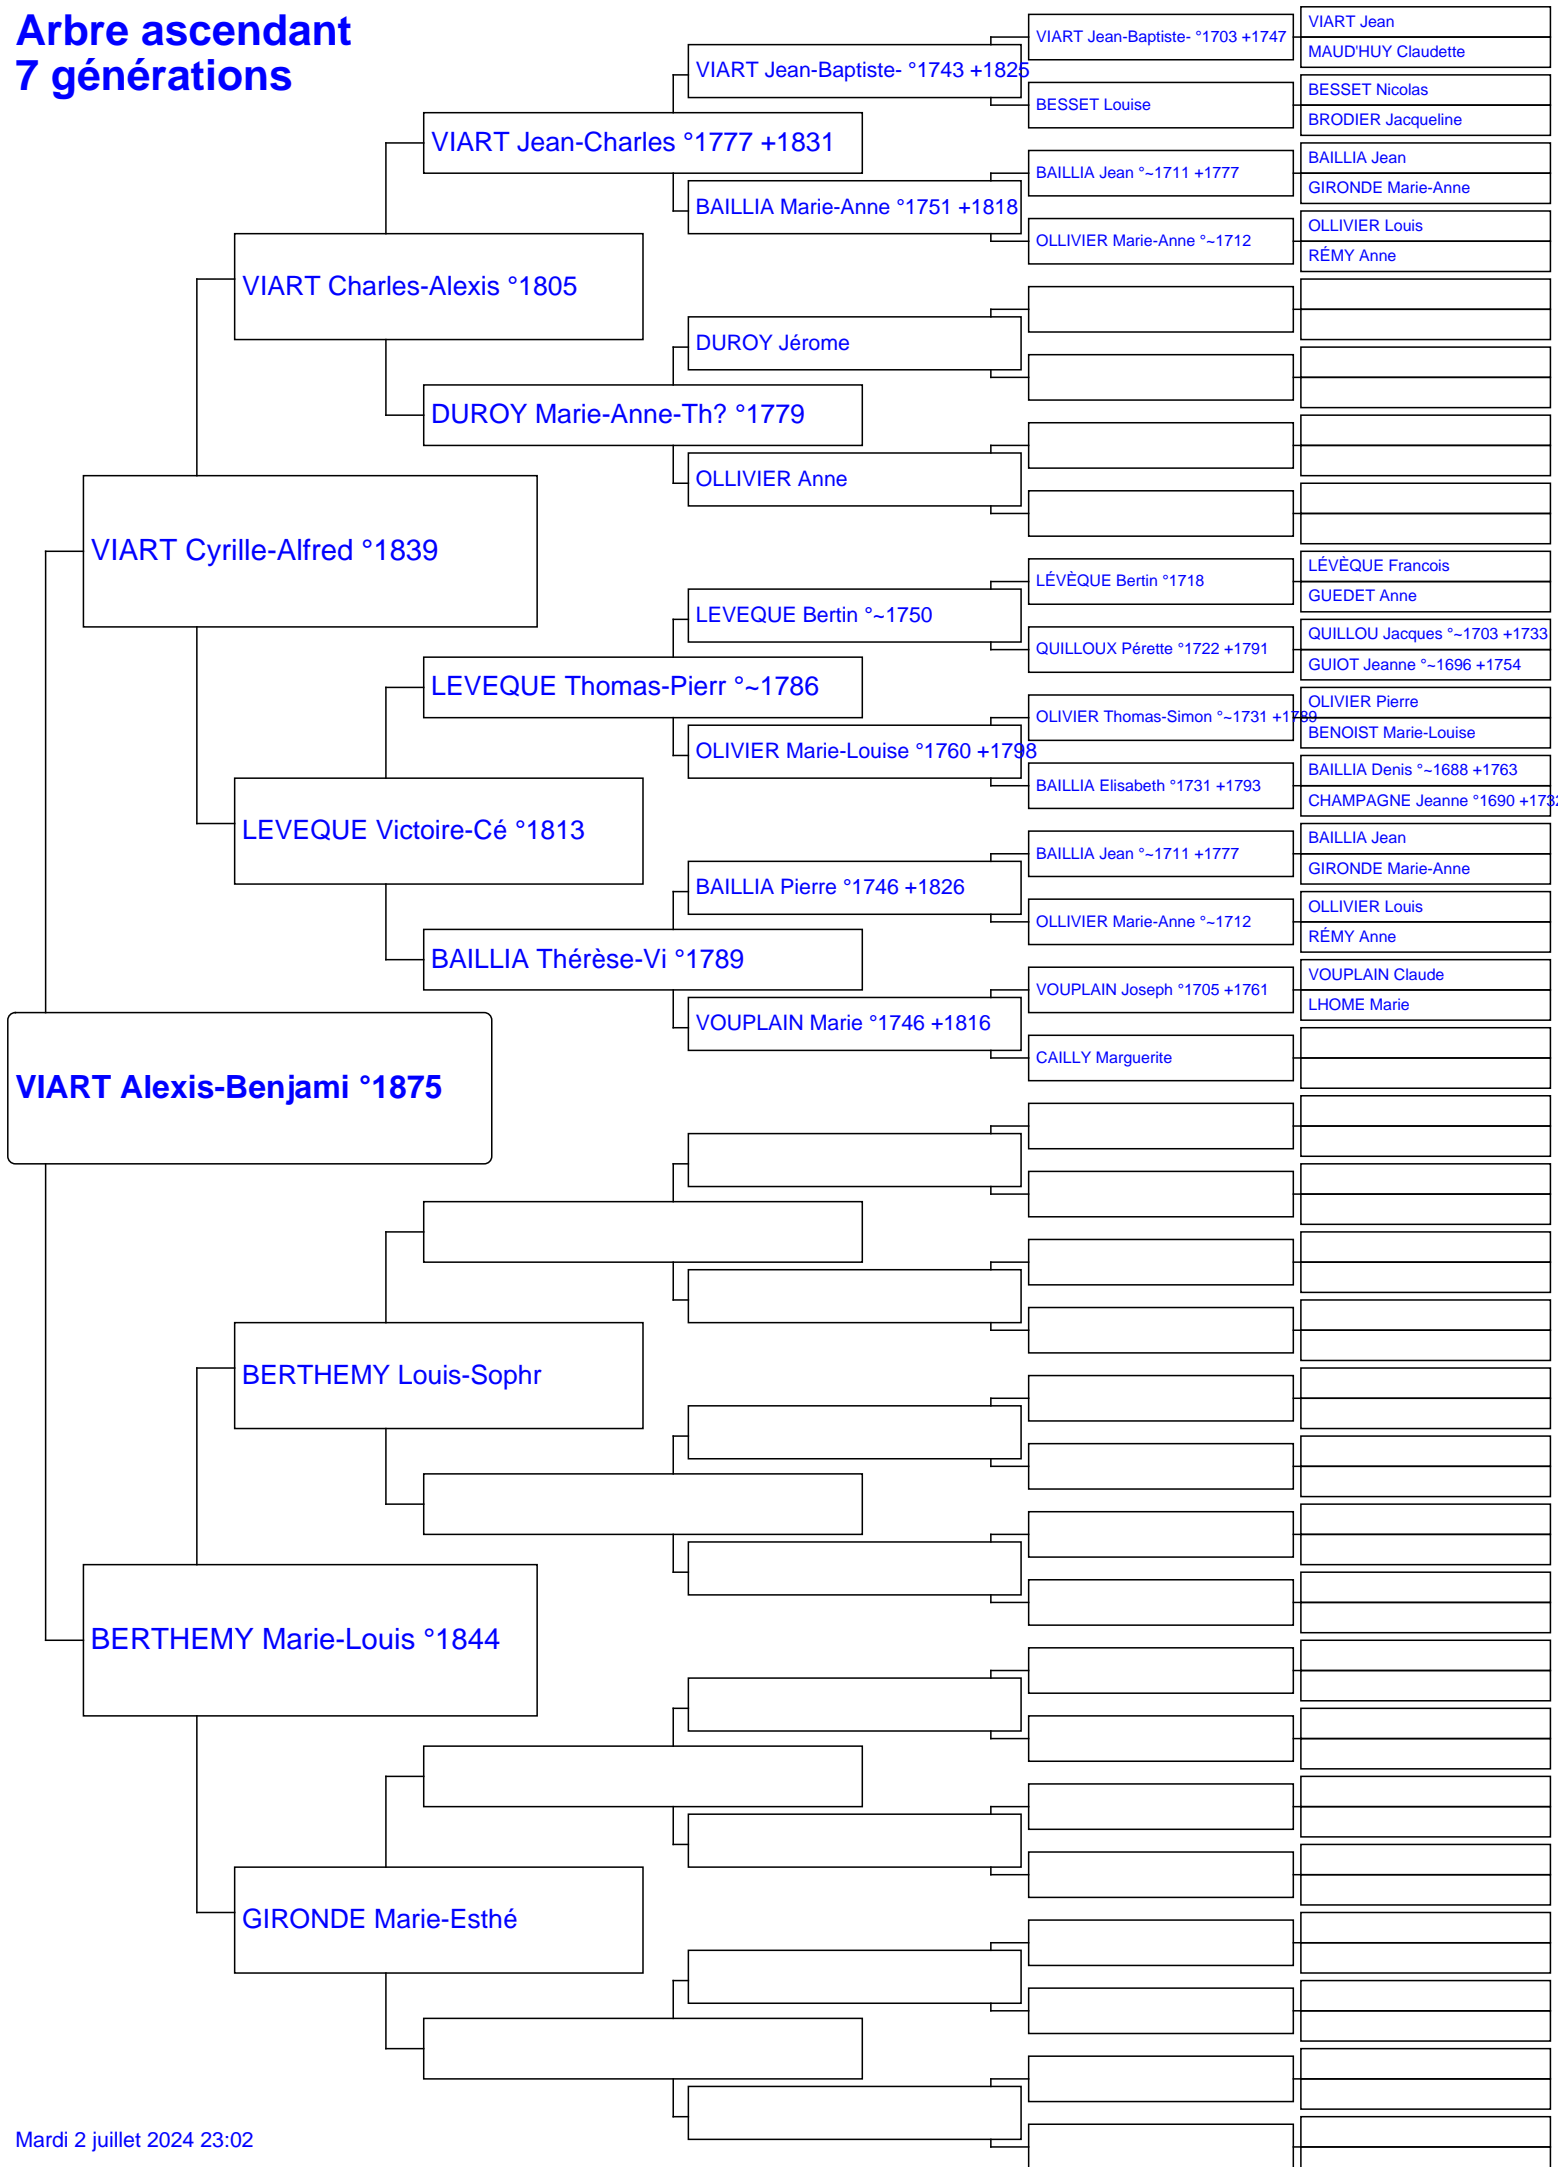 Arbre ascendant
7 générations
VIART Jean
VIART Jean-Baptiste- °1703 +1747
MAUD'HUY Claudette
VIART Jean-Baptiste- °1743 +1825
BESSET Nicolas
BESSET Louise
BRODIER Jacqueline
VIART Jean-Charles °1777 +1831
BAILLIA Jean
BAILLIA Jean °~1711 +1777
GIRONDE Marie-Anne
BAILLIA Marie-Anne °1751 +1818
OLLIVIER Louis
OLLIVIER Marie-Anne °~1712
RÉMY Anne
VIART Charles-Alexis °1805
DUROY Jérome
DUROY Marie-Anne-Th? °1779
OLLIVIER Anne
VIART Cyrille-Alfred °1839
LÉVÈQUE Francois
LÉVÈQUE Bertin °1718
GUEDET Anne
LEVEQUE Bertin °~1750
QUILLOU Jacques °~1703 +1733
QUILLOUX Pérette °1722 +1791
GUIOT Jeanne °~1696 +1754
LEVEQUE Thomas-Pierr °~1786
OLIVIER Pierre
OLIVIER Thomas-Simon °~1731 +1789
BENOIST Marie-Louise
OLIVIER Marie-Louise °1760 +1798
BAILLIA Denis °~1688 +1763
BAILLIA Elisabeth °1731 +1793
CHAMPAGNE Jeanne °1690 +1732
LEVEQUE Victoire-Cé °1813
BAILLIA Jean
BAILLIA Jean °~1711 +1777
GIRONDE Marie-Anne
BAILLIA Pierre °1746 +1826
OLLIVIER Louis
OLLIVIER Marie-Anne °~1712
RÉMY Anne
BAILLIA Thérèse-Vi °1789
VOUPLAIN Claude
VOUPLAIN Joseph °1705 +1761
LHOME Marie
VOUPLAIN Marie °1746 +1816
CAILLY Marguerite
VIART Alexis-Benjami °1875
BERTHEMY Louis-Sophr
BERTHEMY Marie-Louis °1844
GIRONDE Marie-Esthé
Mardi 2 juillet 2024 23:02